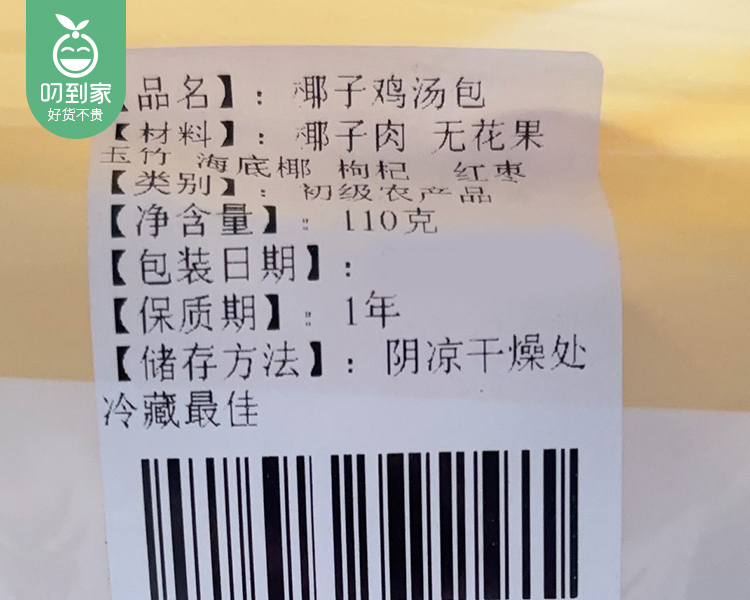 叨到家
好货不贵
【品名】：椰子鸡汤包
【材料】：椰子肉 无花果
玉竹 海底椰 枸杞 红枣
【类别】：初级农产品
【净含量】：110克
【包装日期】：
【保质期】：1年
【储存方法】：阴凉干燥处
冷藏最佳